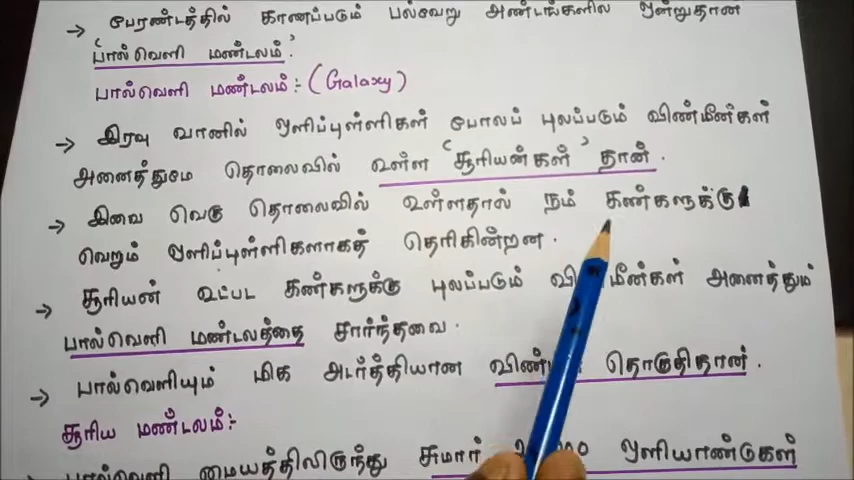 → பேரண்டத்தில் காணப்படும் பல்வேறு அண்டங்களில் ஒன்றுதான்
'பால்வெளி மண்டலம்'.
பால்வெளி மண்டலம்:- (Galaxy)
→ இரவு வானில் ஒளிப்புள்ளிகள் போலப் புலப்படும் விண்மீன்கள்
அனைத்துமே தொலைவில் உள்ள 'சூரியன்கள்' தான்.
→ இவை வெகு தொலைவில் உள்ளதால் நம் கண்களுக்கு
வெறும் ஒளிப்புள்ளிகளாகத் தெரிகின்றன.
→ சூரியன் உட்பட கண்களுக்கு புலப்படும் விண்மீன்கள் அனைத்தும்
பால்வெளி மண்டலத்தை சார்ந்தவை.
→ பால்வெளியும் மிக அடர்த்தியான தொகுதிதான்.
சூரிய மண்டலம்:-
பால்வெளி மையத்திலிருந்து சுமார் ஒளியாண்டுகள்